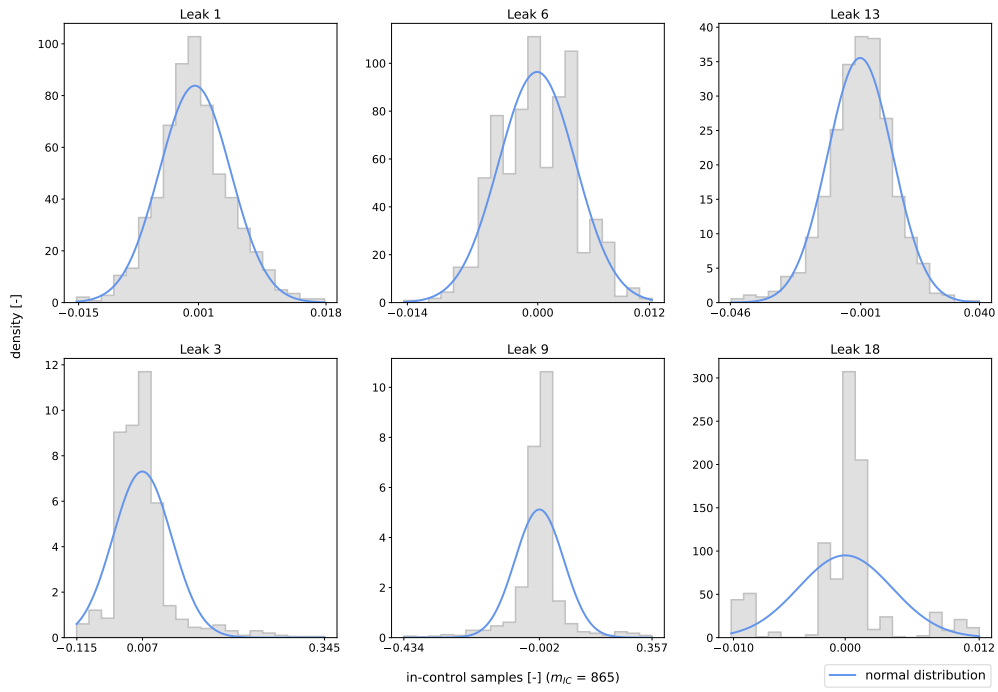 Leak 1
Leak 6
Leak 13
100
80
60
40
20
0
−0.015 0.001 0.018
100
80
60
40
20
0
−0.014 0.000 0.012
40
35
30
25
20
15
10
5
0
−0.046 −0.001 0.040
density [-]
Leak 3
Leak 9
Leak 18
12
10
8
6
4
2
0
−0.115 0.007 0.345
10
8
6
4
2
0
−0.434 −0.002 0.357
300
250
200
150
100
50
0
−0.010 0.000 0.012
in-control samples [-] (m_IC = 865)
normal distribution